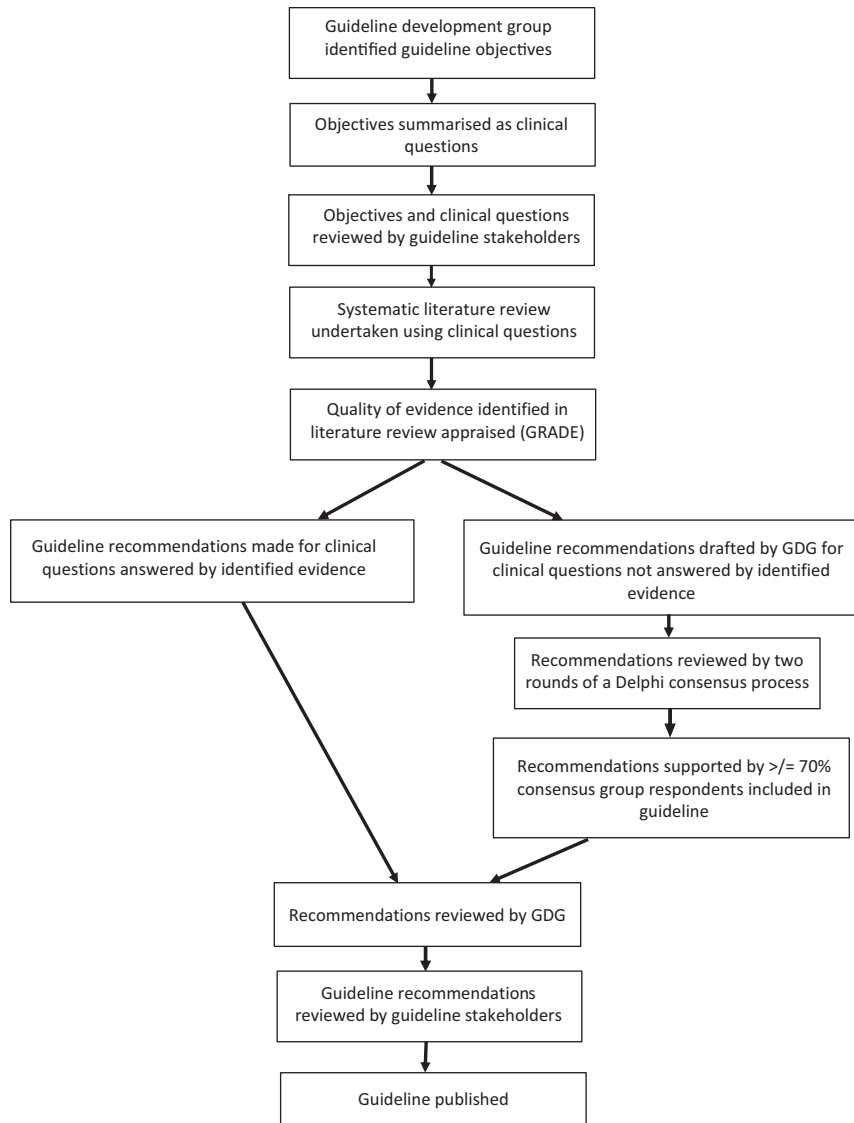 Guideline development group
identified guideline objectives
Objectives summarised as clinical
questions
Objectives and clinical questions
reviewed by guideline stakeholders
Systematic literature review
undertaken using clinical questions
Quality of evidence identified in
literature review appraised (GRADE)
Guideline recommendations made for clinical
questions answered by identified evidence
Guideline recommendations drafted by GDG for
clinical questions not answered by identified
evidence
Recommendations reviewed by two
rounds of a Delphi consensus process
Recommendations supported by >/= 70%
consensus group respondents included in
guideline
Recommendations reviewed by GDG
Guideline recommendations
reviewed by guideline stakeholders
Guideline published